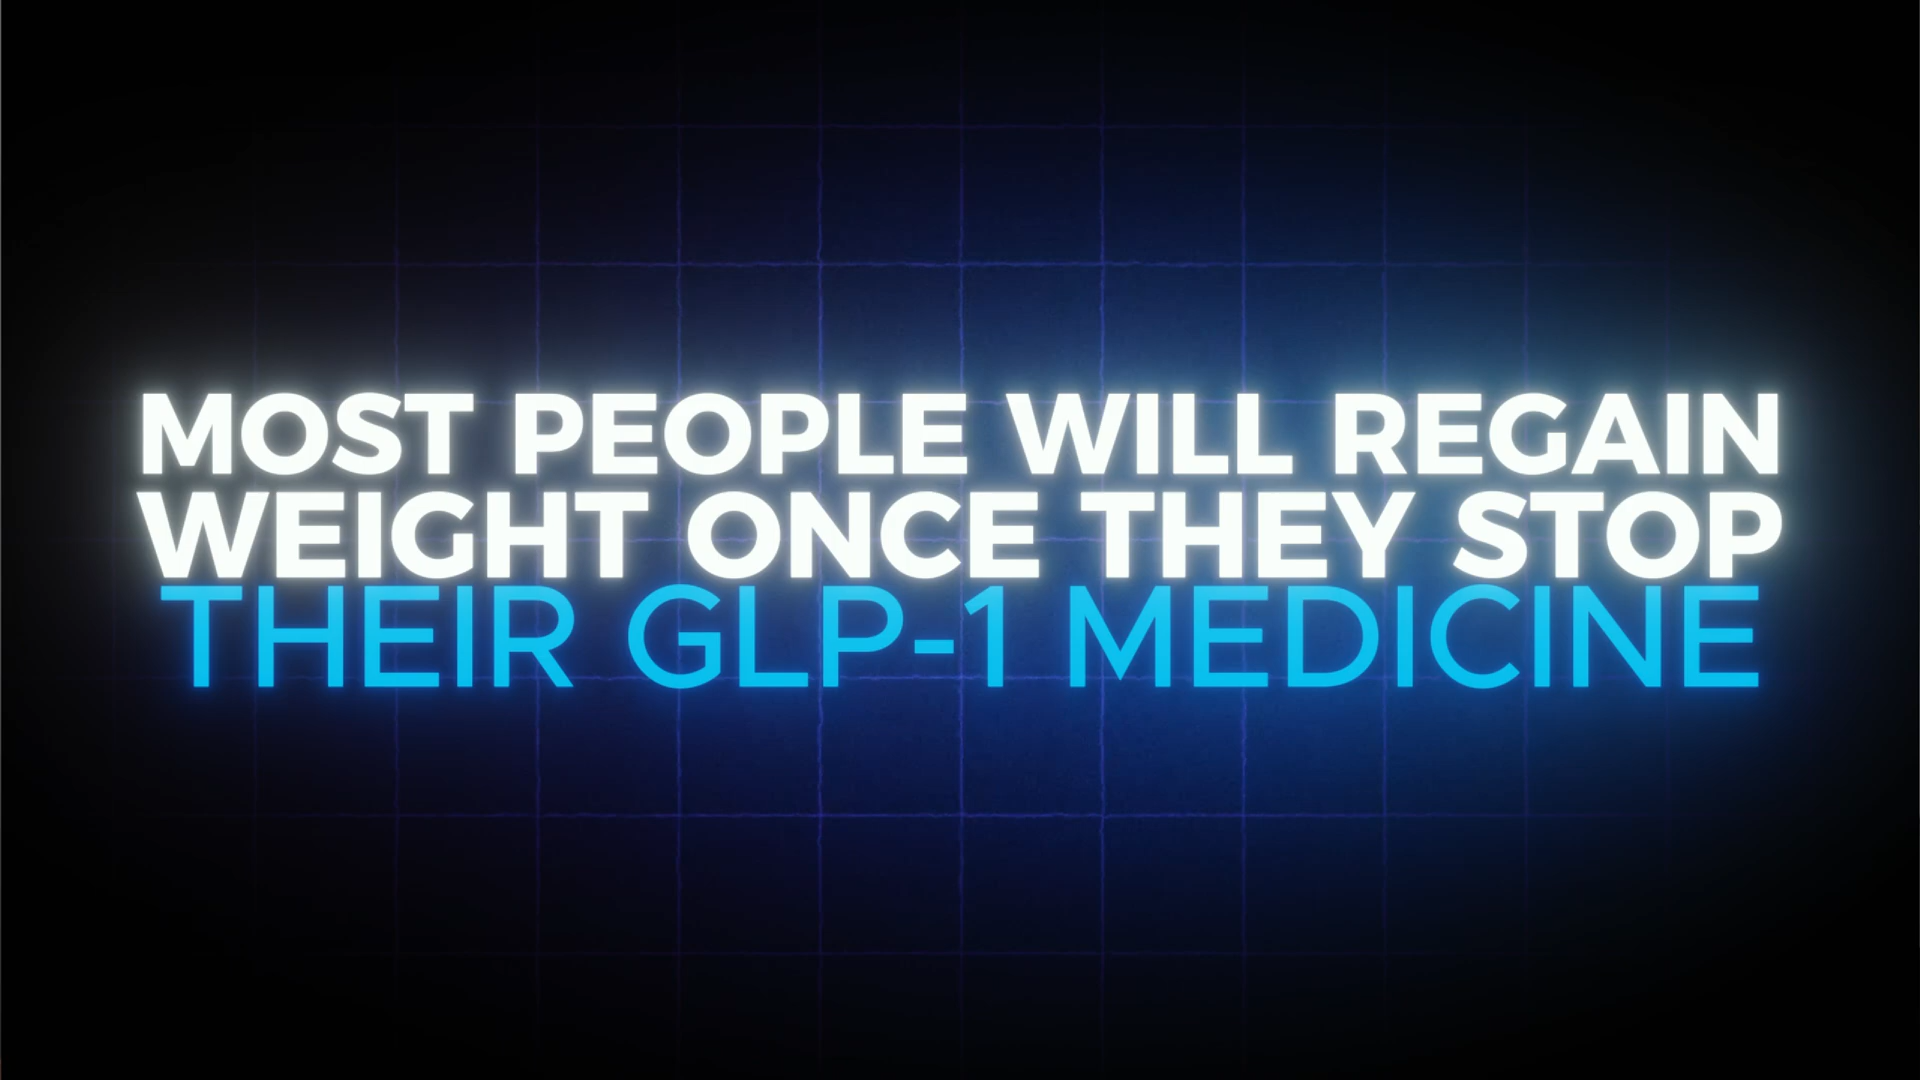 MOST PEOPLE WILL REGAIN
WEIGHT ONCE THEY STOP
THEIR GLP-1 MEDICINE